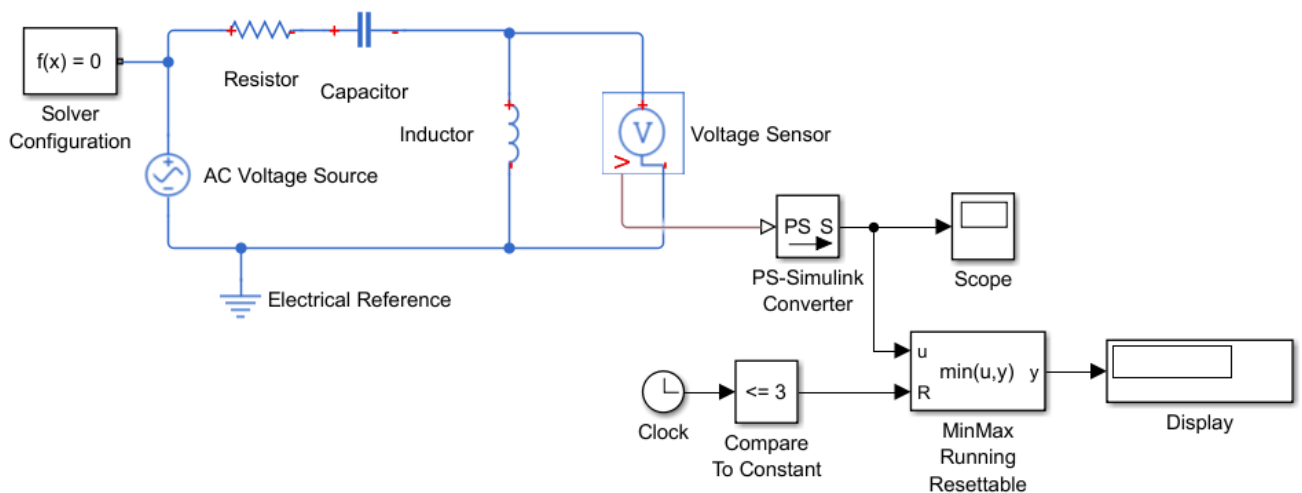 f(x) = 0
Solver
Configuration
+
-
Resistor
+
-
Capacitor
+
-
Inductor
+
-
AC Voltage Source
+
V
V
-
Voltage Sensor
Electrical Reference
PS S
PS-Simulink
Converter
Scope
Clock
<= 3
Compare
To Constant
u
R
min(u,y)
y
MinMax
Running
Resettable
Display